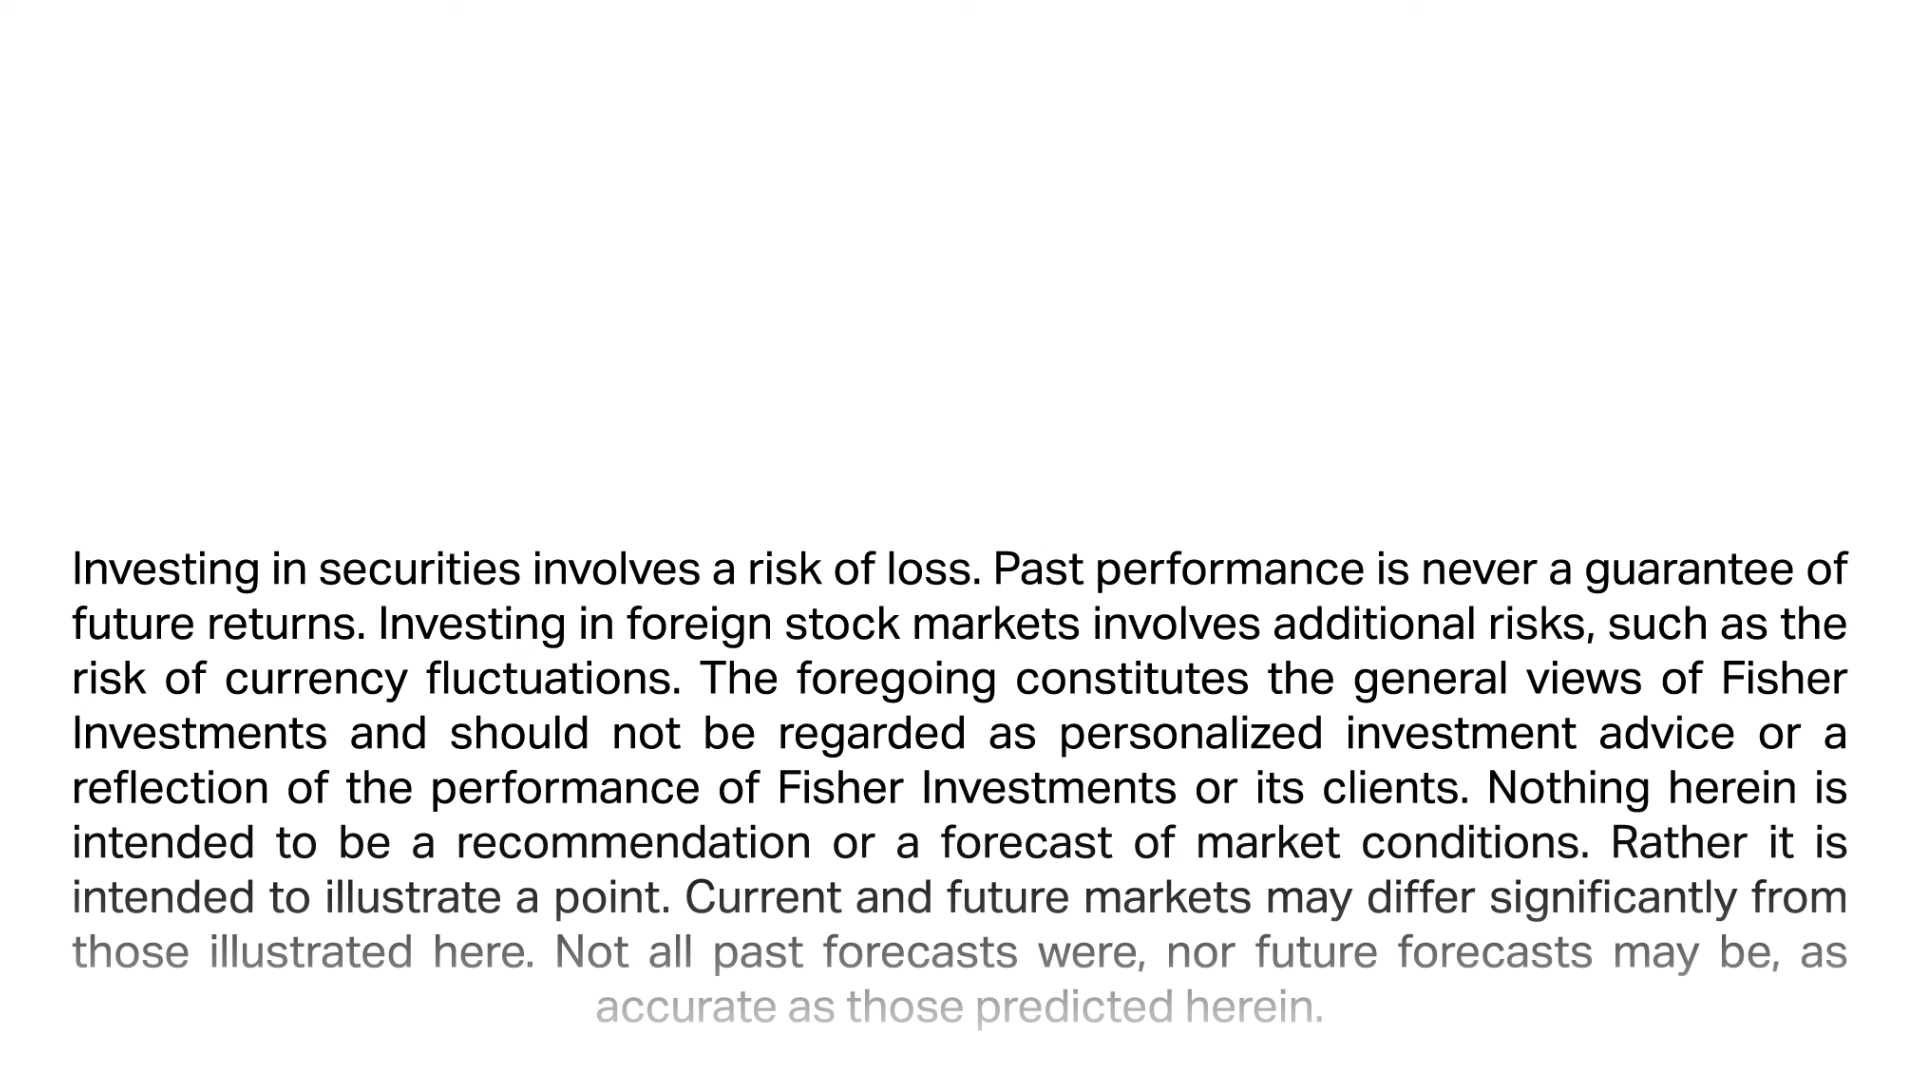 Investing in securities involves a risk of loss. Past performance is never a guarantee of
future returns. Investing in foreign stock markets involves additional risks, such as the
risk of currency fluctuations. The foregoing constitutes the general views of Fisher
Investments and should not be regarded as personalized investment advice or a
reflection of the performance of Fisher Investments or its clients. Nothing herein is
intended to be a recommendation or a forecast of market conditions. Rather it is
intended to illustrate a point. Current and future markets may differ significantly from
those illustrated here. Not all past forecasts were, nor future forecasts may be, as
accurate as those predicted herein.